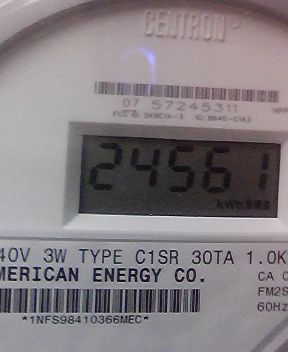 CENTRON®
07 57245311
24561
kWh
40V 3W TYPE C1SR 30TA 1.0K
MERICAN ENERGY CO.
CA
FM2S
60Hz
*1NFS98410366MEC*